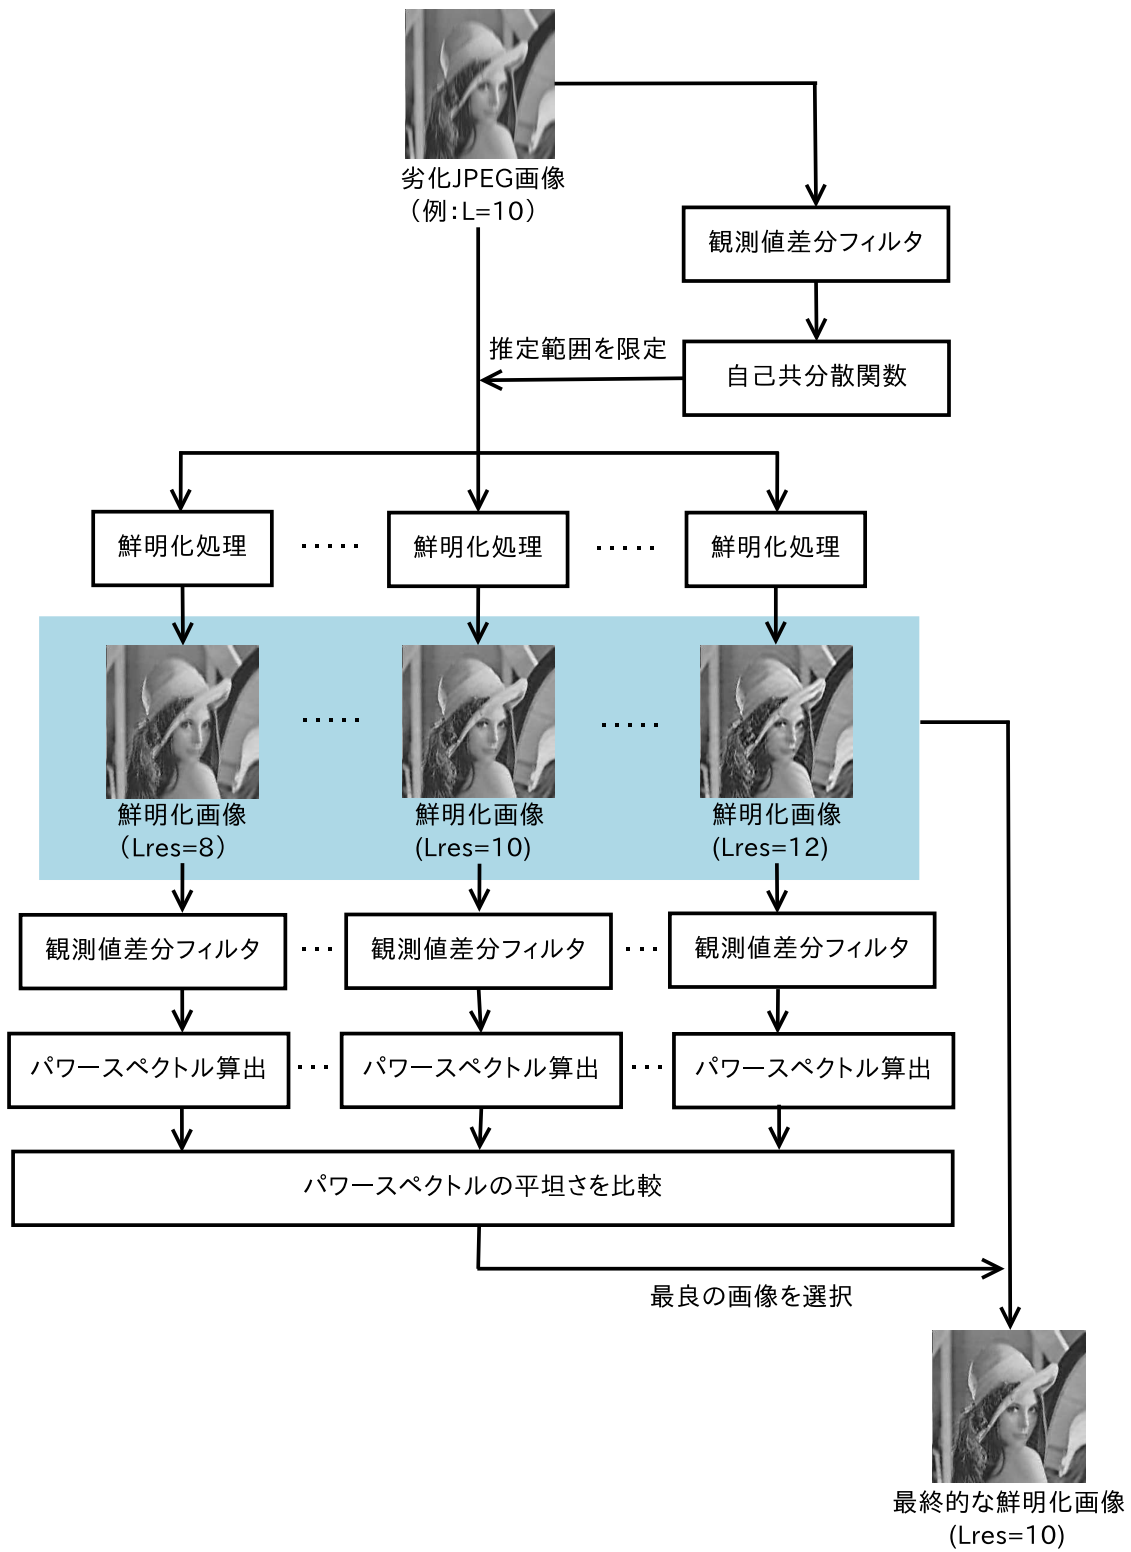 劣化JPEG画像
（例：L=10）
観測値差分フィルタ
推定範囲を限定
自己共分散関数
鮮明化処理
・・・・・
鮮明化処理
・・・・・
鮮明化処理
・・・・・
・・・・・
鮮明化画像
（Lres=8）
鮮明化画像
(Lres=10)
鮮明化画像
(Lres=12)
観測値差分フィルタ
・・・
観測値差分フィルタ
・・・
観測値差分フィルタ
パワースペクトル算出
・・・
パワースペクトル算出
・・・
パワースペクトル算出
パワースペクトルの平坦さを比較
最良の画像を選択
最終的な鮮明化画像
(Lres=10)